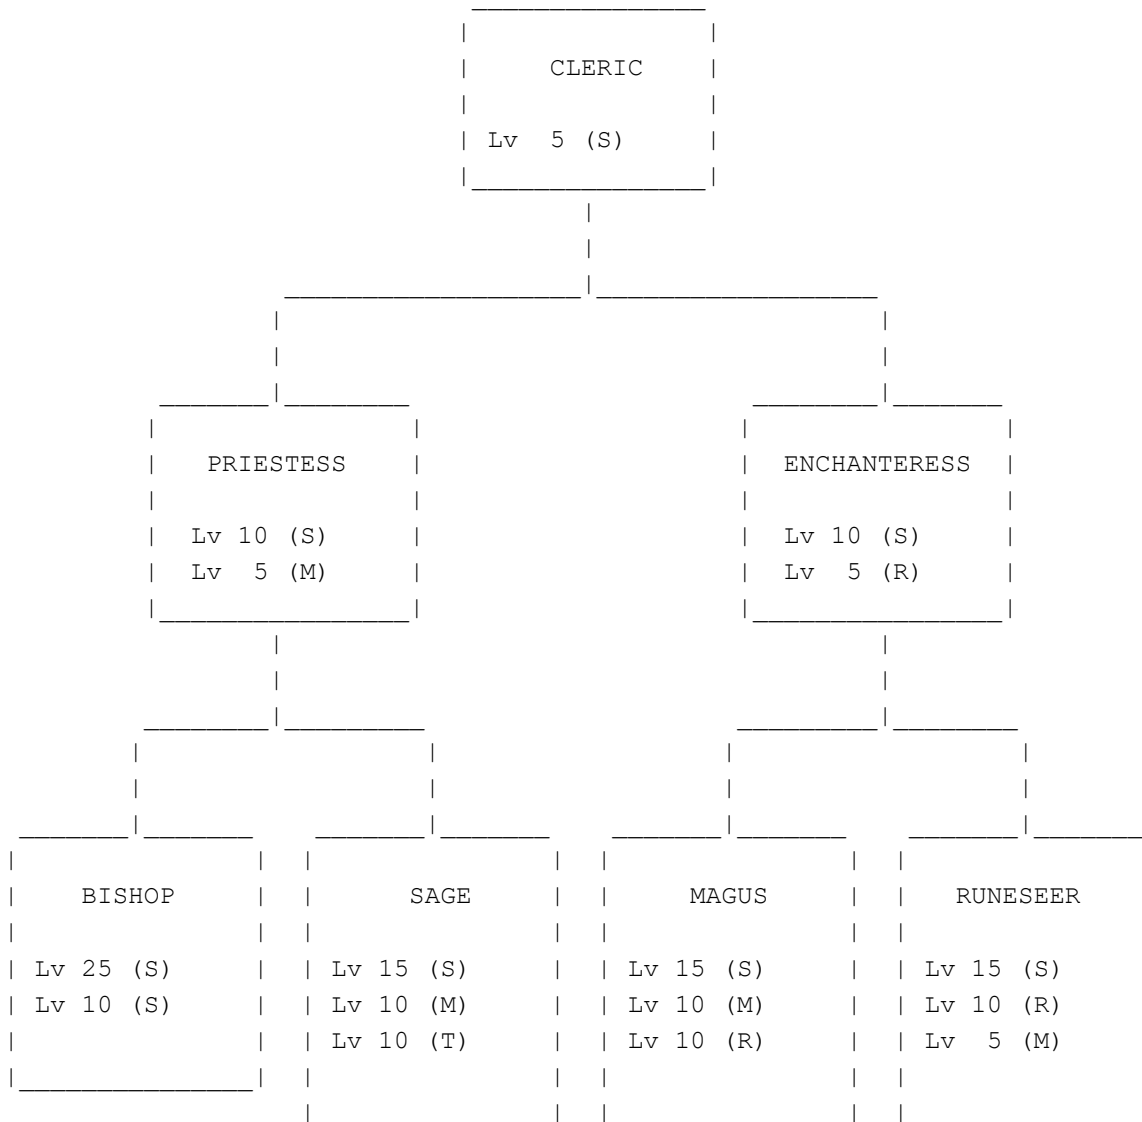 CLERIC
Lv  5 (S)
PRIESTESS
Lv 10 (S)
Lv  5 (M)
ENCHANTERESS
Lv 10 (S)
Lv  5 (R)
BISHOP
Lv 25 (S)
Lv 10 (S)
SAGE
Lv 15 (S)
Lv 10 (M)
Lv 10 (T)
MAGUS
Lv 15 (S)
Lv 10 (M)
Lv 10 (R)
RUNESEER
Lv 15 (S)
Lv 10 (R)
Lv  5 (M)